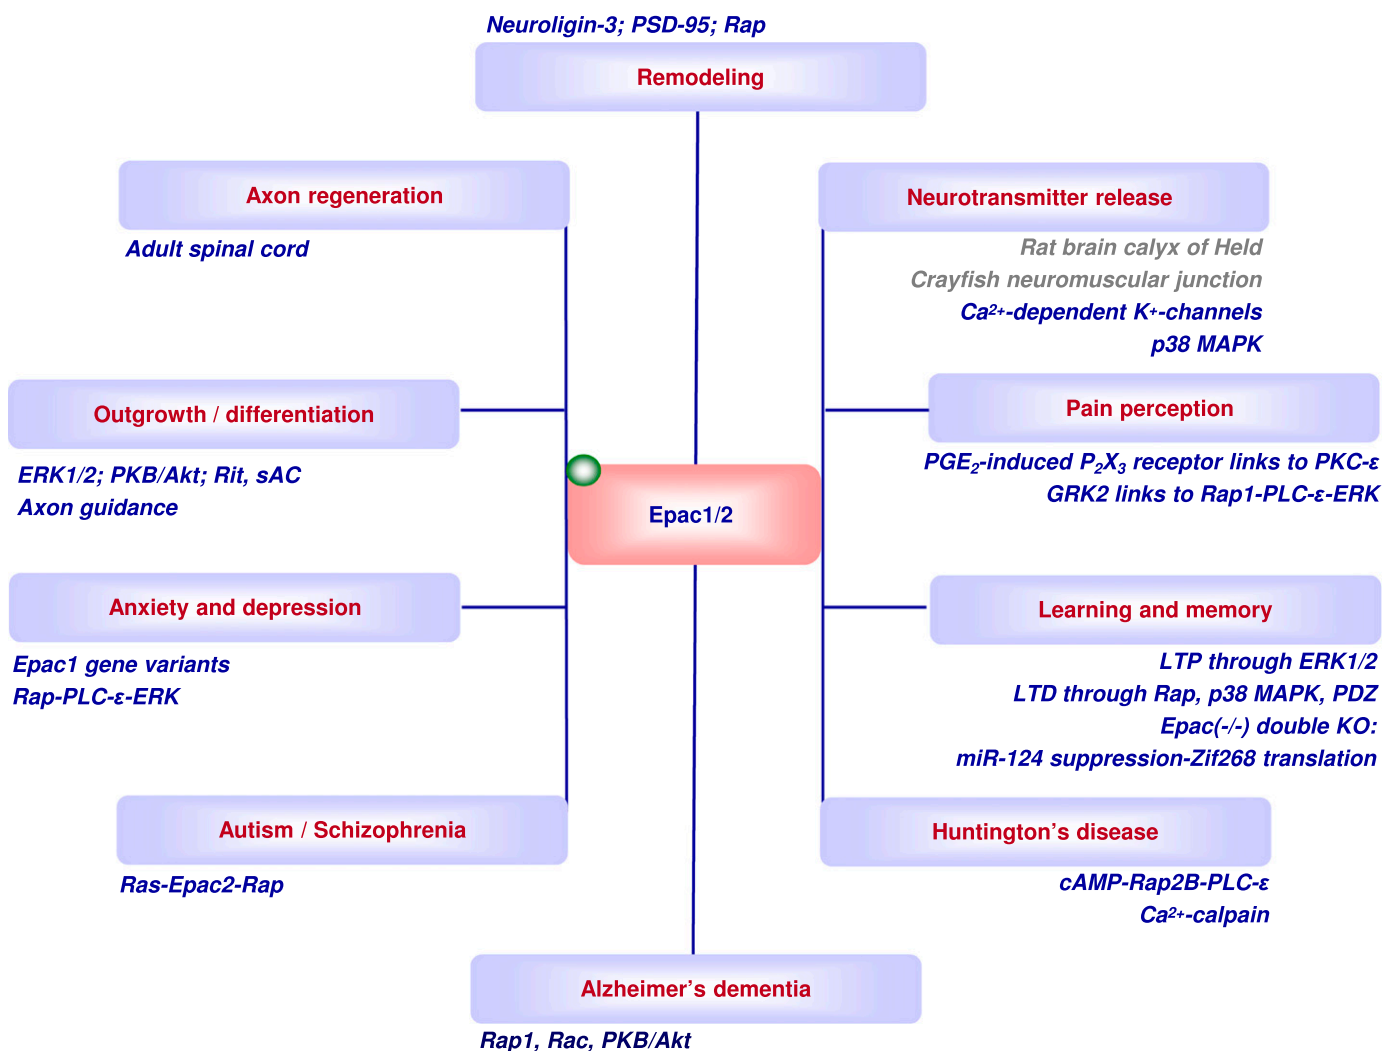 Neuroligin-3; PSD-95; Rap
Remodeling
Axon regeneration
Adult spinal cord
Neurotransmitter release
Rat brain calyx of Held
Crayfish neuromuscular junction
Ca²⁺-dependent K⁺-channels
p38 MAPK
Outgrowth / differentiation
ERK1/2; PKB/Akt; Rit, sAC
Axon guidance
Pain perception
PGE₂-induced P₂X₃ receptor links to PKC-ε
GRK2 links to Rap1-PLC-ε-ERK
Epac1/2
Anxiety and depression
Epac1 gene variants
Rap-PLC-ε-ERK
Learning and memory
LTP through ERK1/2
LTD through Rap, p38 MAPK, PDZ
Epac(-/-) double KO:
miR-124 suppression-Zif268 translation
Autism / Schizophrenia
Ras-Epac2-Rap
Huntington’s disease
cAMP-Rap2B-PLC-ε
Ca²⁺-calpain
Alzheimer’s dementia
Rap1, Rac, PKB/Akt